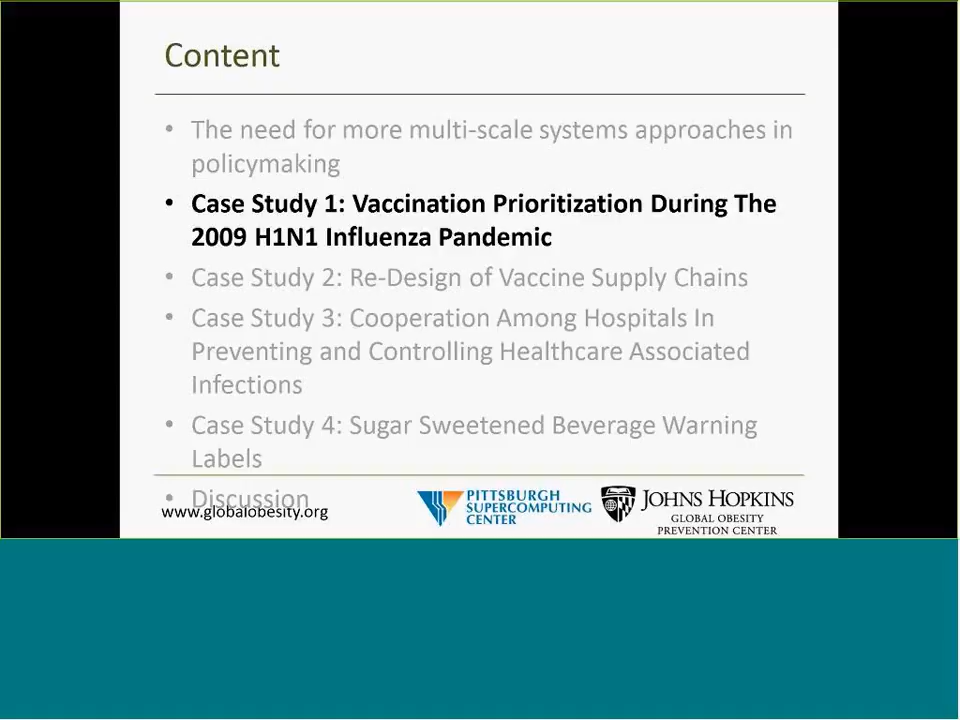 Content
• The need for more multi-scale systems approaches in
policymaking
• Case Study 1: Vaccination Prioritization During The
2009 H1N1 Influenza Pandemic
• Case Study 2: Re-Design of Vaccine Supply Chains
• Case Study 3: Cooperation Among Hospitals In
Preventing and Controlling Healthcare Associated
Infections
• Case Study 4: Sugar Sweetened Beverage Warning
Labels
• Discussion
www.globalobesity.org
PITTSBURGH
SUPERCOMPUTING
CENTER
JOHNS HOPKINS
GLOBAL OBESITY
PREVENTION CENTER